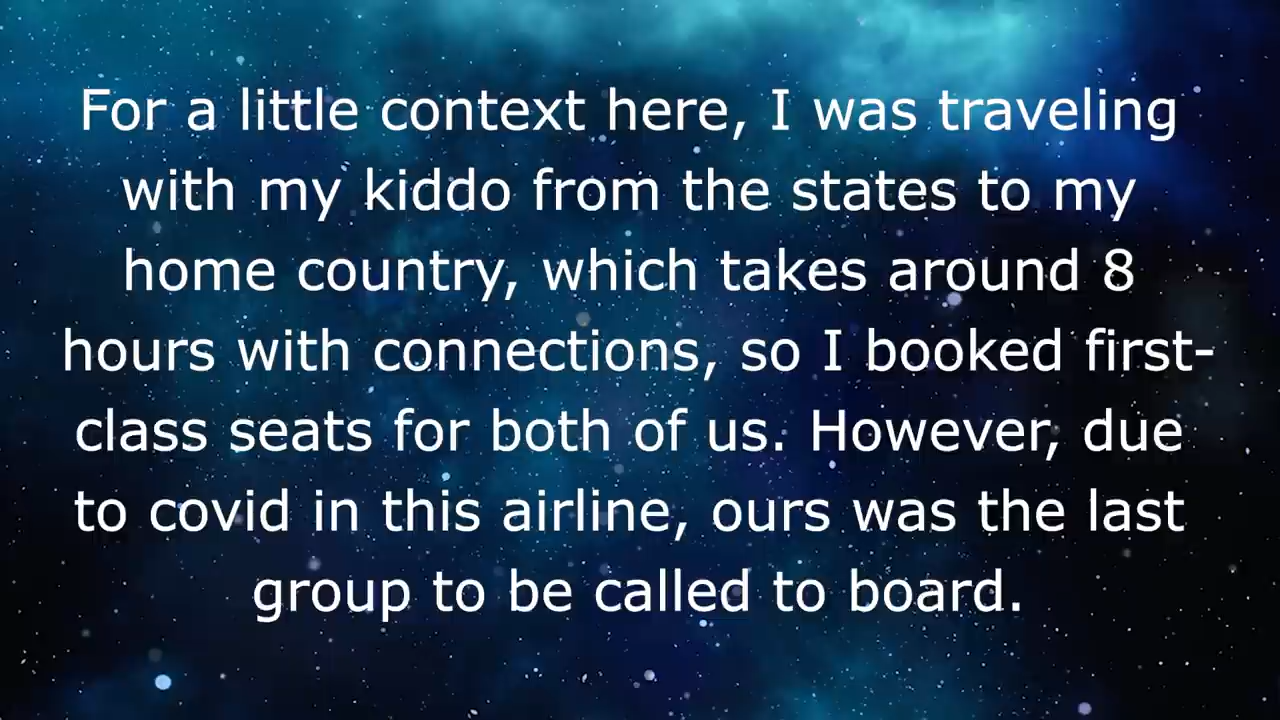 For a little context here, I was traveling
with my kiddo from the states to my
home country, which takes around 8
hours with connections, so I booked first-
class seats for both of us. However, due
to covid in this airline, ours was the last
group to be called to board.